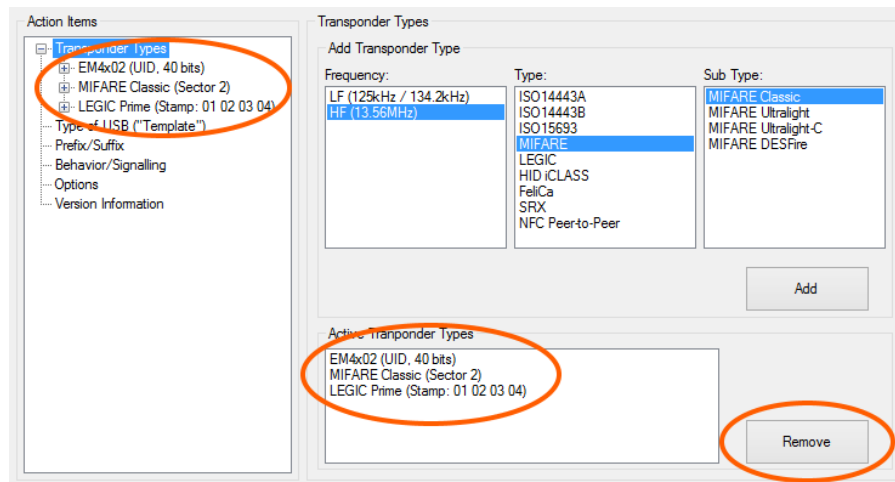 Action Items
Transponder Types
EM4x02 (UID, 40 bits)
MIFARE Classic (Sector 2)
LEGIC Prime (Stamp: 01 02 03 04)
Type of USB ("Template")
Prefix/Suffix
Behavior/Signalling
Options
Version Information
Transponder Types
Add Transponder Type
Frequency:
LF (125kHz / 134.2kHz)
HF (13.56MHz)
Type:
ISO14443A
ISO14443B
ISO15693
MIFARE
LEGIC
HID iCLASS
FeliCa
SRX
NFC Peer-to-Peer
Sub Type:
MIFARE Classic
MIFARE Ultralight
MIFARE Ultralight-C
MIFARE DESFire
Add
Active Tranponder Types
EM4x02 (UID, 40 bits)
MIFARE Classic (Sector 2)
LEGIC Prime (Stamp: 01 02 03 04)
Remove